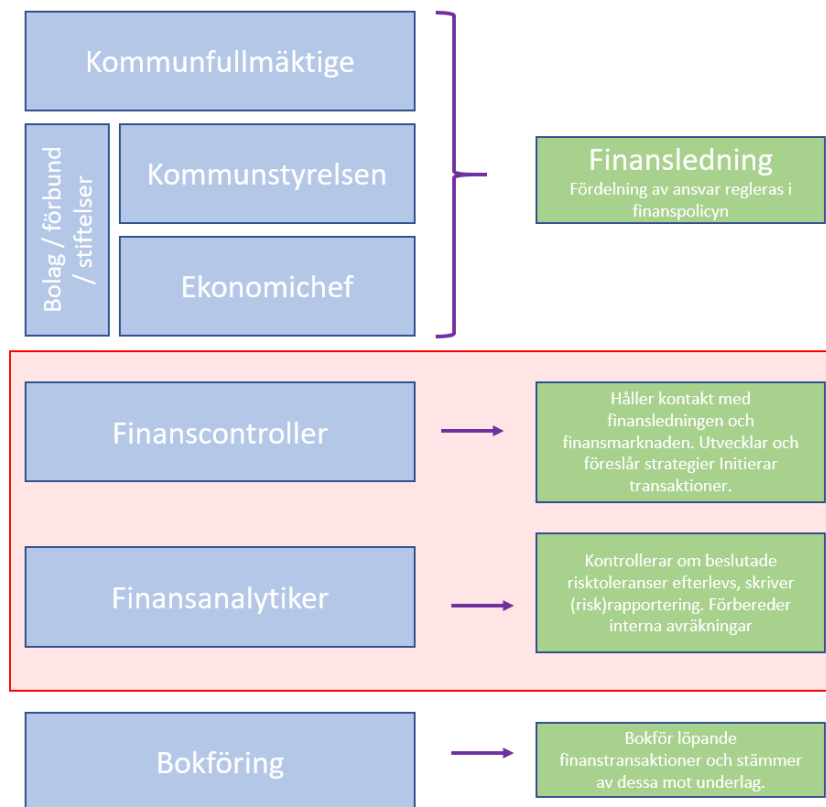 Kommunfullmäktige
Bolag / förbund
/ stiftelser
Kommunstyrelsen
Ekonomichef
Finansledning
Fördelning av ansvar regleras i
finanspolicyn
Finanscontroller
Håller kontakt med
finansledningen och
finansmarknaden. Utvecklar och
föreslår strategier Initierar
transaktioner.
Finansanalytiker
Kontrollerar om beslutade
risktoleranser efterlevs, skriver
(risk)rapportering. Förbereder
interna avräkningar
Bokföring
Bokför löpande
finanstransaktioner och stämmer
av dessa mot underlag.